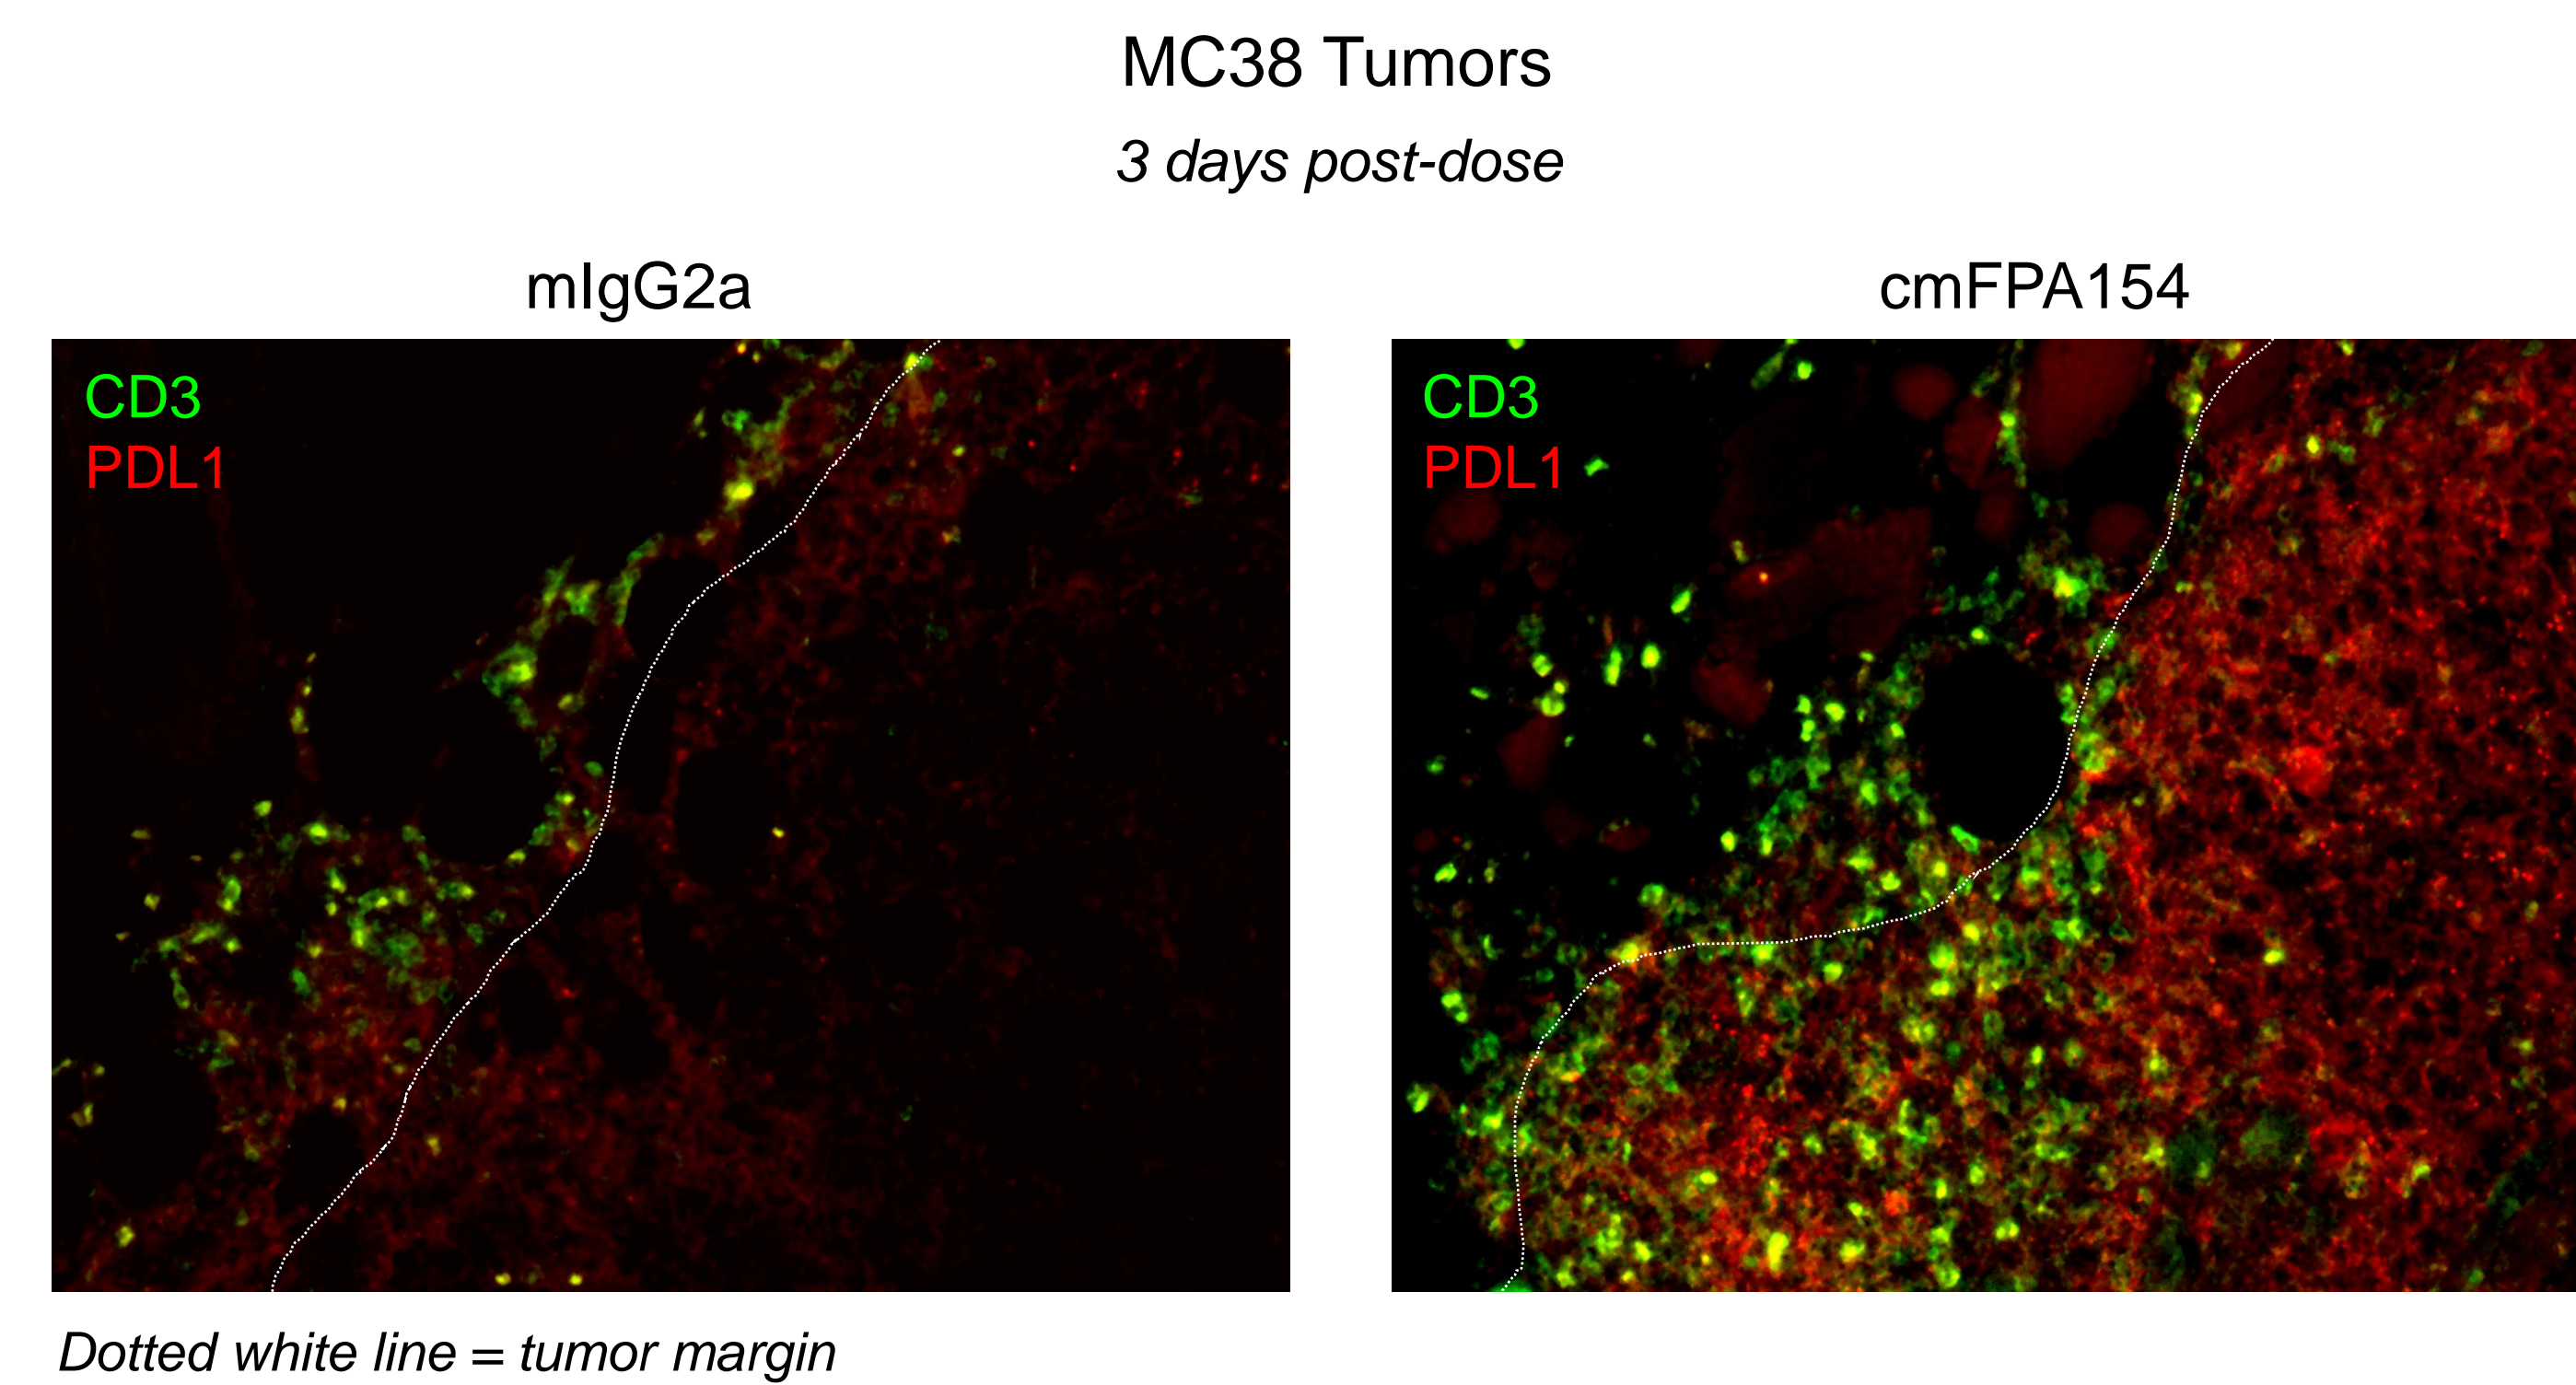 MC38 Tumors
3 days post-dose
mIgG2a
cmFPA154
CD3
PDL1
CD3
PDL1
Dotted white line = tumor margin